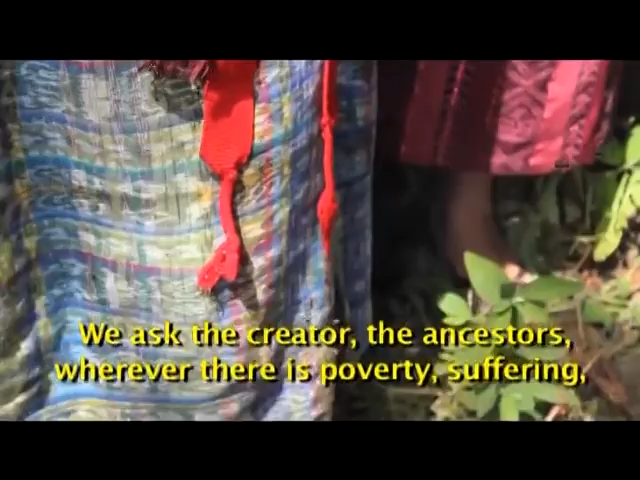 We ask the creator, the ancestors,
wherever there is poverty, suffering,